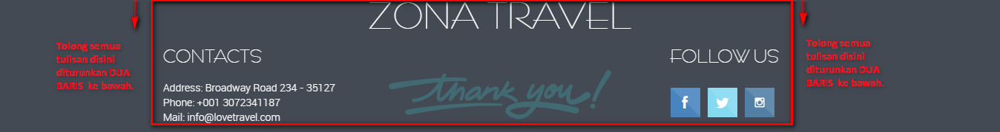 ZONA TRAVEL
Tolong semua
tulisan disini
diturunkan DUA
BARIS ke bawah.
CONTACTS
Address: Broadway Road 234 - 35127
Phone: +001 3072341187
Mail: info@lovetravel.com
thank you!
FOLLOW US
f
Tolong semua
tulisan disini
diturunkan DUA
BARIS ke bawah.